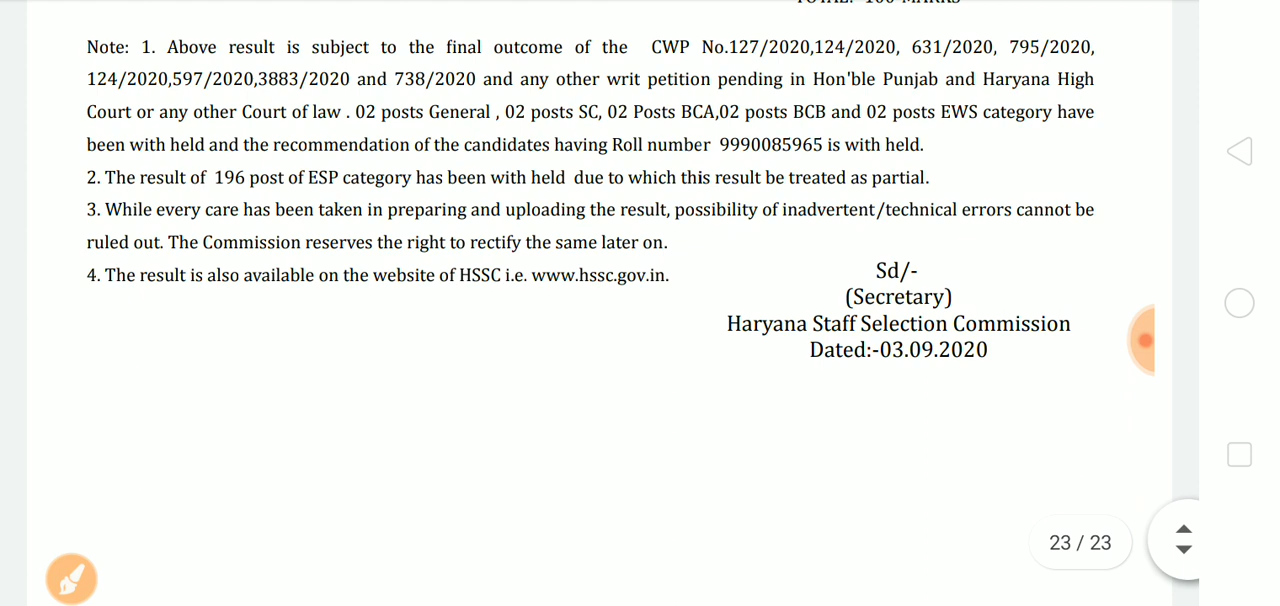 Note: 1. Above result is subject to the final outcome of the CWP No.127/2020,124/2020, 631/2020, 795/2020,
124/2020,597/2020,3883/2020 and 738/2020 and any other writ petition pending in Hon'ble Punjab and Haryana High
Court or any other Court of law . 02 posts General , 02 posts SC, 02 Posts BCA,02 posts BCB and 02 posts EWS category have
been with held and the recommendation of the candidates having Roll number 9990085965 is with held.
2. The result of 196 post of ESP category has been with held due to which this result be treated as partial.
3. While every care has been taken in preparing and uploading the result, possibility of inadvertent/technical errors cannot be
ruled out. The Commission reserves the right to rectify the same later on.
4. The result is also available on the website of HSSC i.e. www.hssc.gov.in.
Sd/-
(Secretary)
Haryana Staff Selection Commission
Dated:-03.09.2020
23 / 23